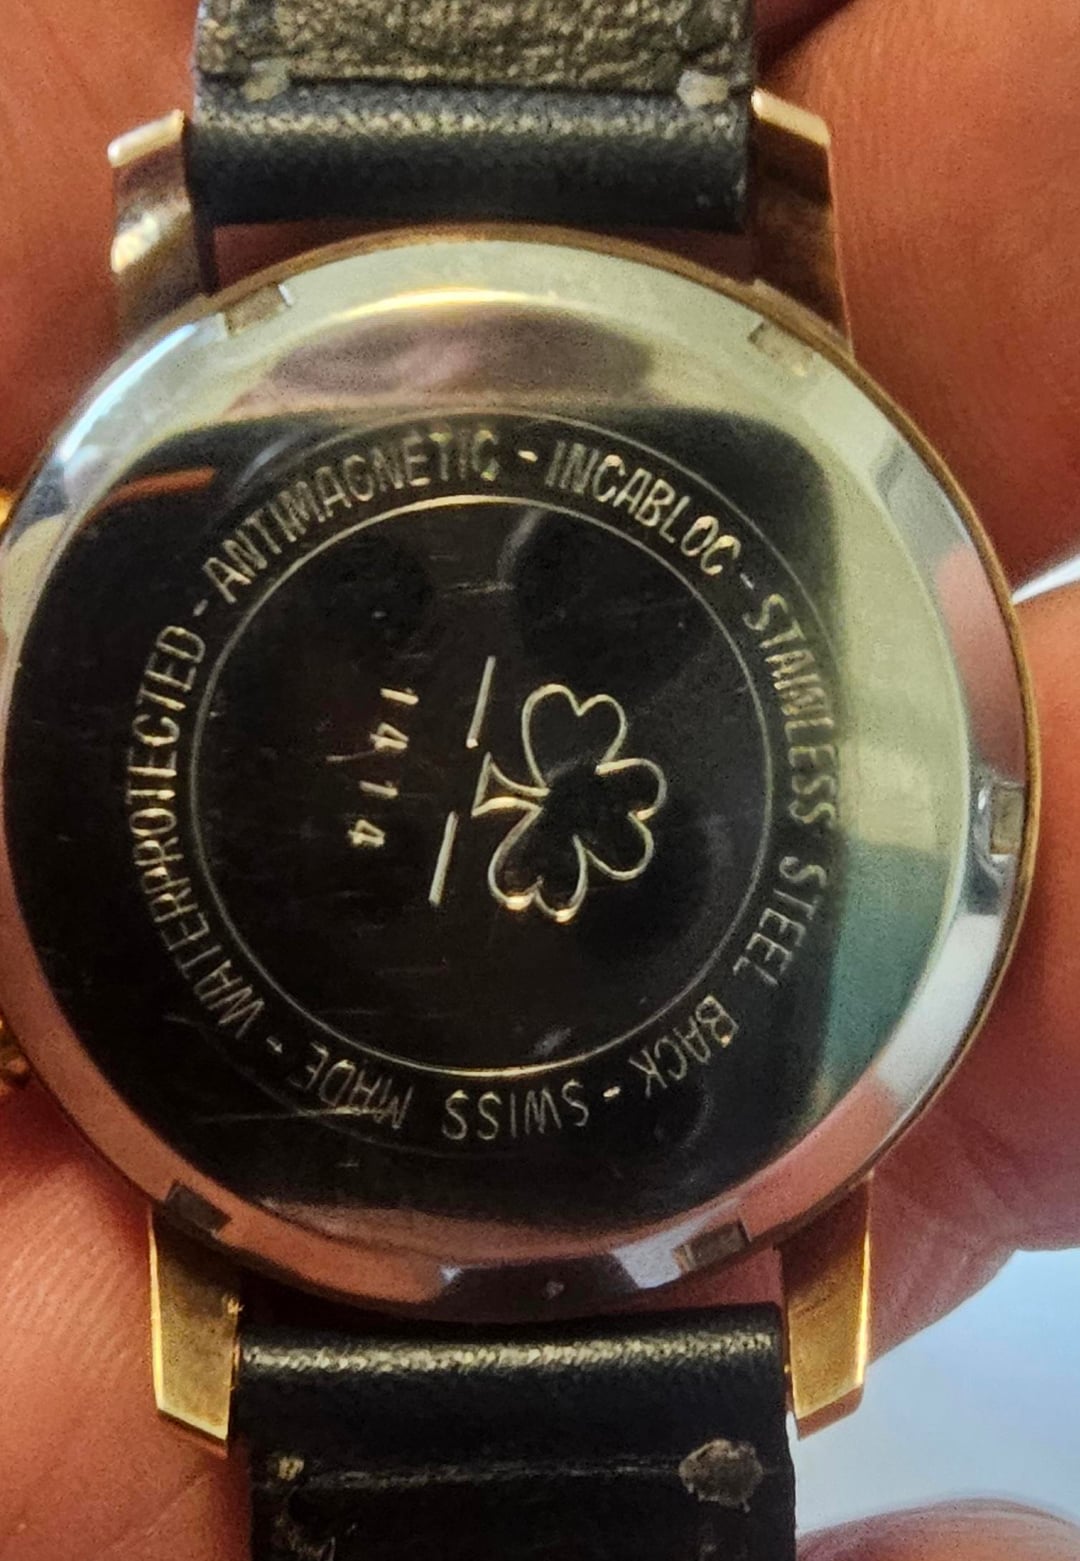 WATERPROTECTED - ANTIMAGNETIC - INCABLOC - STAINLESS STEEL BACK - SWISS MADE -
1414